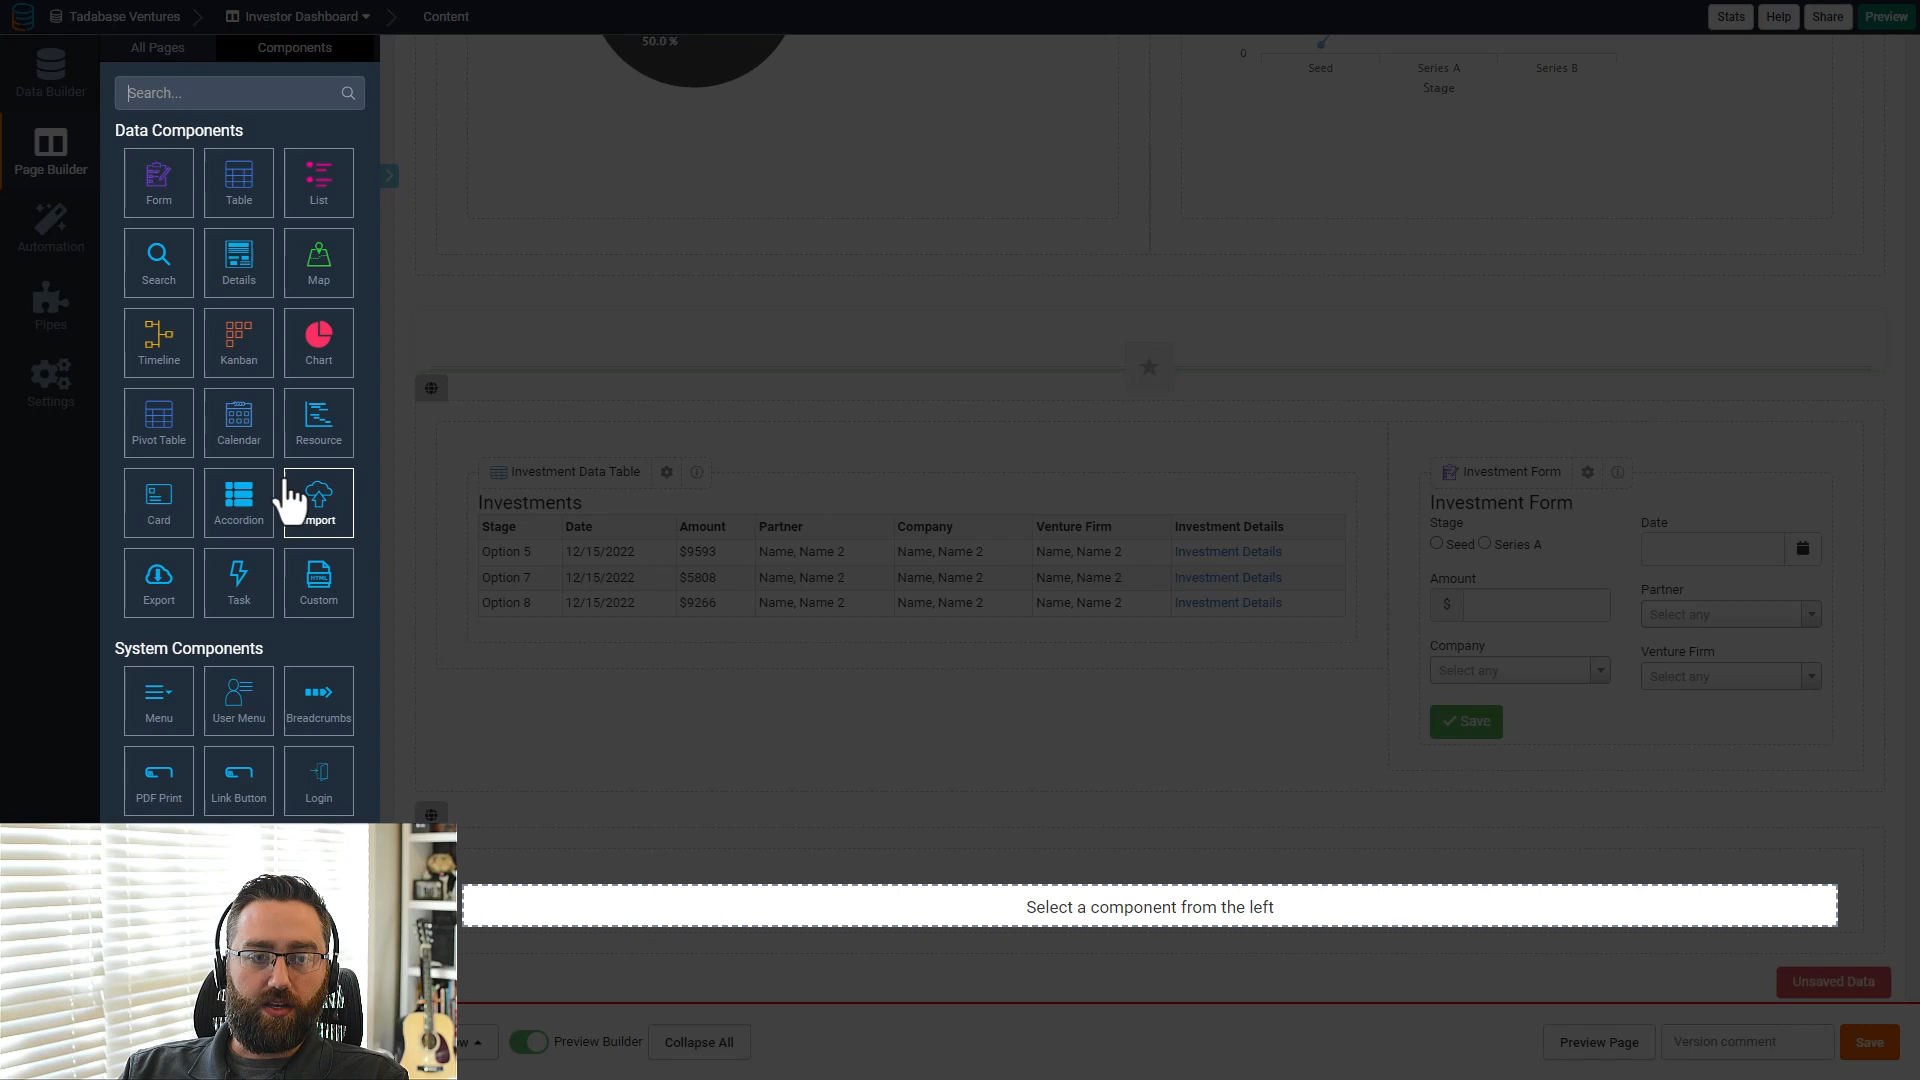 Tadabase Ventures
Investor Dashboard
Content
Stats
Help
Share
Preview
All Pages
Components
Data Builder
Page Builder
Automation
Pipes
Settings
Search...
Data Components
Form
Table
List
Search
Details
Map
Timeline
Kanban
Chart
Pivot Table
Calendar
Resource
Card
Accordion
mport
Export
Task
HTML
Custom
System Components
Menu
User Menu
Breadcrumbs
PDF Print
Link Button
Login
50.0 %
0
Seed
Series A
Series B
Stage
Investment Data Table
Investments
Stage Date Amount Partner Company Venture Firm Investment Details
Option 5 12/15/2022 $9593 Name, Name 2 Name, Name 2 Name, Name 2 Investment Details
Option 7 12/15/2022 $5808 Name, Name 2 Name, Name 2 Name, Name 2 Investment Details
Option 8 12/15/2022 $9266 Name, Name 2 Name, Name 2 Name, Name 2 Investment Details
Investment Form
Investment Form
Stage
Seed Series A
Date
Amount
$
Partner
Select any
Company
Select any
Venture Firm
Select any
Save
Select a component from the left
Unsaved Data
w
Preview Builder
Collapse All
Preview Page
Version comment
Save